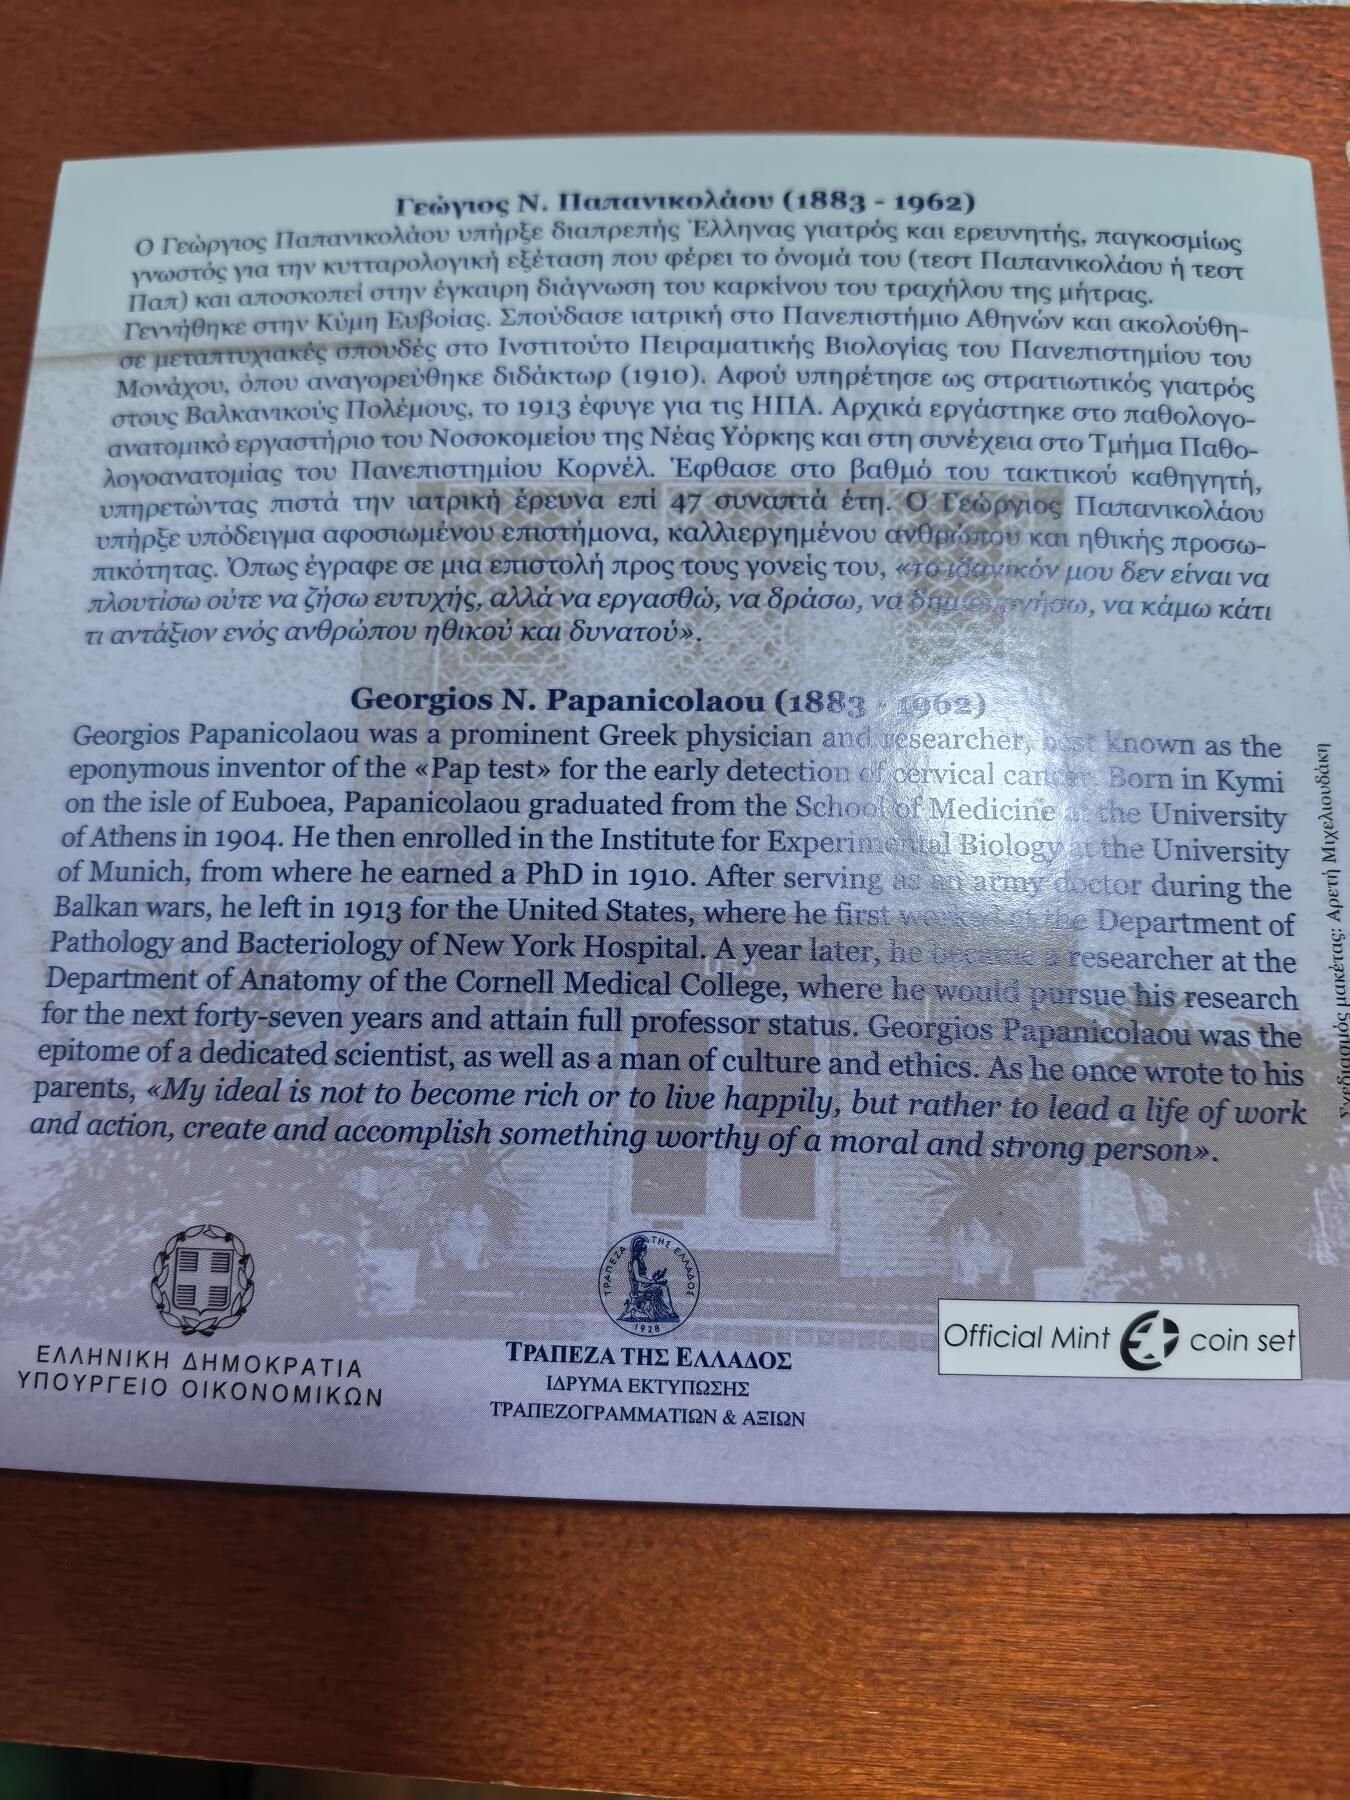 Γεώγιος Ν. Παπανικολάου (1883 - 1962)
Ο Γεώργιος Παπανικολάου υπήρξε διαπρεπής Έλληνας γιατρός και ερευνητής, παγκοσμίως
γνωστός για την κυτταρολογική εξέταση που φέρει το όνομά του (τεστ Παπανικολάου ή τεστ
Παπ) και αποσκοπεί στην έγκαιρη διάγνωση του καρκίνου του τραχήλου της μήτρας.
Γεννήθηκε στην Κύμη Ευβοίας. Σπούδασε ιατρική στο Πανεπιστήμιο Αθηνών και ακολούθη-
σε μεταπτυχιακές σπουδές στο Ινστιτούτο Πειραματικής Βιολογίας του Πανεπιστημίου του
Μονάχου, όπου αναγορεύθηκε διδάκτωρ (1910). Αφού υπηρέτησε ως στρατιωτικός γιατρός
στους Βαλκανικούς Πολέμους, το 1913 έφυγε για τις ΗΠΑ. Αρχικά εργάστηκε στο παθολογο-
ανατομικό εργαστήριο του Νοσοκομείου της Νέας Υόρκης και στη συνέχεια στο Τμήμα Παθο-
λογοανατομίας του Πανεπιστημίου Κορνέλ. Έφθασε στο βαθμό του τακτικού καθηγητή,
υπηρετώντας πιστά την ιατρική έρευνα επί 47 συναπτά έτη. Ο Γεώργιος Παπανικολάου
υπήρξε υπόδειγμα αφοσιωμένου επιστήμονα, καλλιεργημένου ανθρώπου και ηθικής προσω-
πικότητας. Όπως έγραφε σε μια επιστολή προς τους γονείς του, «το ιδανικόν μου δεν είναι να
πλουτίσω ούτε να ζήσω ευτυχής, αλλά να εργασθώ, να δράσω, να δημιουργήσω, να κάμω κάτι
τι αντάξιον ενός ανθρώπου ηθικού και δυνατού».
Georgios N. Papanicolaou (1883 - 1962)
Georgios Papanicolaou was a prominent Greek physician and researcher, best known as the
eponymous inventor of the «Pap test» for the early detection of cervical cancer. Born in Kymi
on the isle of Euboea, Papanicolaou graduated from the School of Medicine at the University
of Athens in 1904. He then enrolled in the Institute for Experimental Biology at the University
of Munich, from where he earned a PhD in 1910. After serving as an army doctor during the
Balkan wars, he left in 1913 for the United States, where he first worked at the Department of
Pathology and Bacteriology of New York Hospital. A year later, he became a researcher at the
Department of Anatomy of the Cornell Medical College, where he would pursue his research
for the next forty-seven years and attain full professor status. Georgios Papanicolaou was the
epitome of a dedicated scientist, as well as a man of culture and ethics. As he once wrote to his
parents, «My ideal is not to become rich or to live happily, but rather to lead a life of work
and action, create and accomplish something worthy of a moral and strong person».
Σχεδιασμός μακέτας: Αρετή Μιχελιουδάκη
ΕΛΛΗΝΙΚΗ ΔΗΜΟΚΡΑΤΙΑ
ΥΠΟΥΡΓΕΙΟ ΟΙΚΟΝΟΜΙΚΩΝ
ΤΡΑΠΕΖΑ ΤΗΣ ΕΛΛΑΔΟΣ
1928
ΤΡΑΠΕΖΑ ΤΗΣ ΕΛΛΑΔΟΣ
ΙΔΡΥΜΑ ΕΚΤΥΠΩΣΗΣ
ΤΡΑΠΕΖΟΓΡΑΜΜΑΤΙΩΝ & ΑΞΙΩΝ
Official Mint coin set